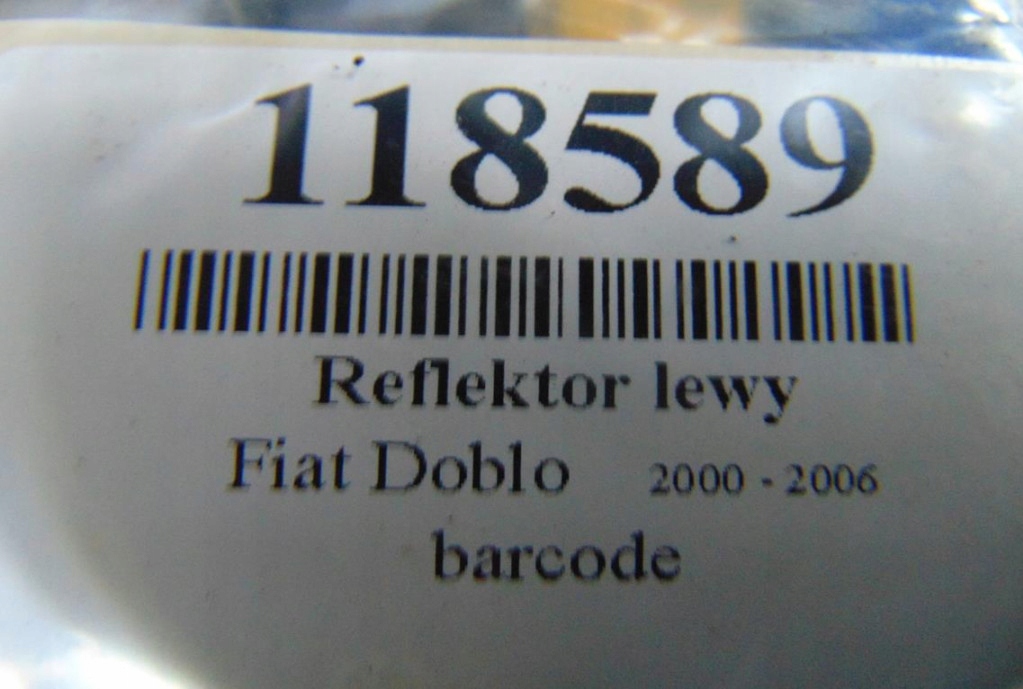 118589
Reflektor lewy
Fiat Doblo 2000 - 2006
barcode